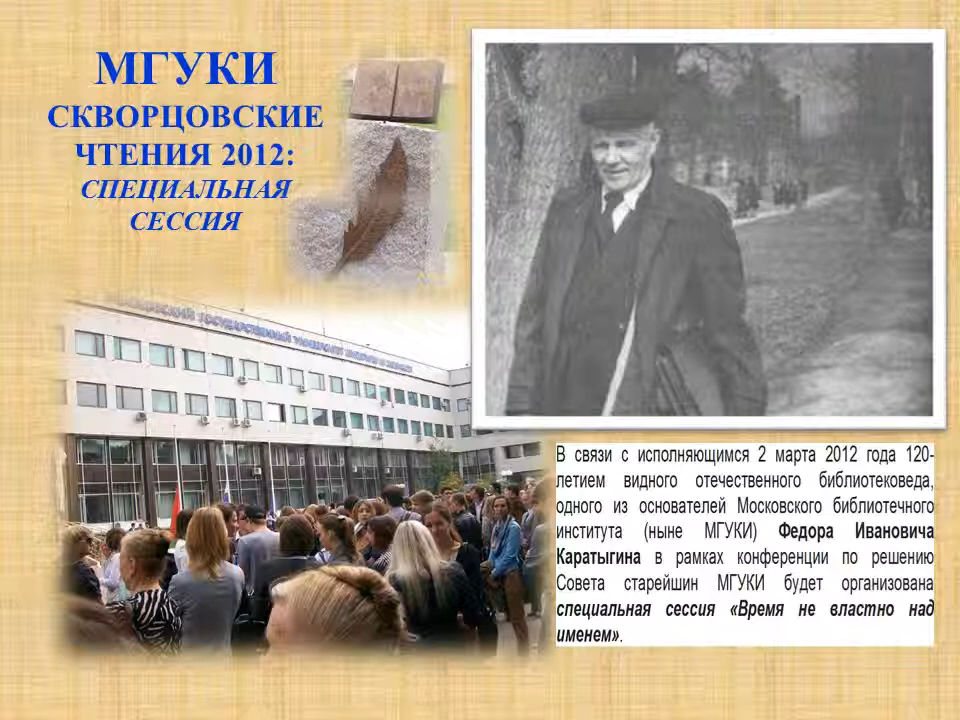 МГУКИ
СКВОРЦОВСКИЕ
ЧТЕНИЯ 2012:
СПЕЦИАЛЬНАЯ
СЕССИЯ
ГОСУДАРСТВЕННЫЙ УНИВЕРСИТЕТ
В связи с исполняющимся 2 марта 2012 года 120-
летием видного отечественного библиотековеда,
одного из основателей Московского библиотечного
института (ныне МГУКИ) Федора Ивановича
Каратыгина в рамках конференции по решению
Совета старейшин МГУКИ будет организована
специальная сессия «Время не властно над
именем».